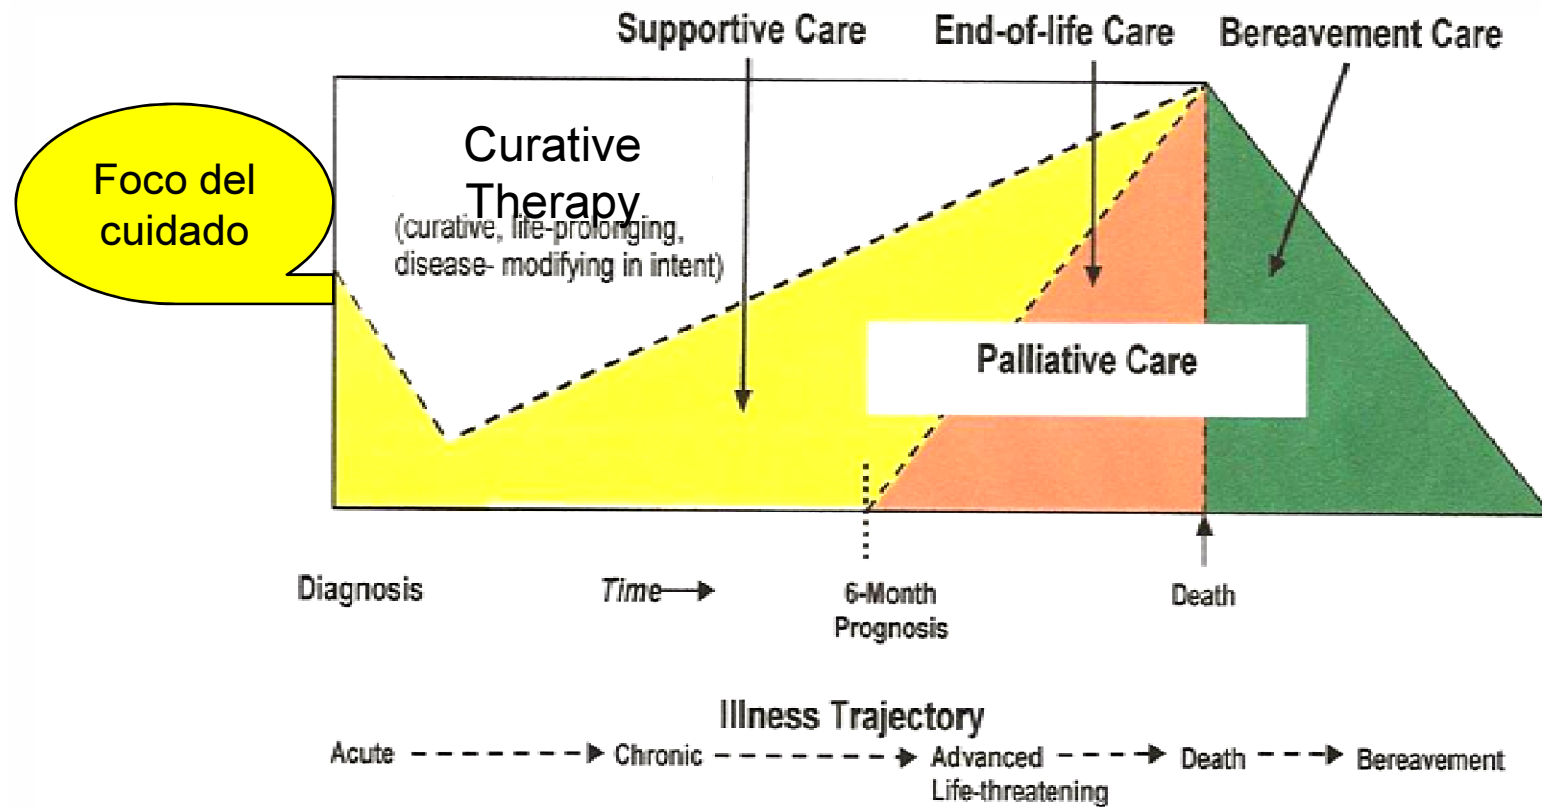 Supportive Care
End-of-life Care
Bereavement Care
Foco del
cuidado
Curative
Therapy
(curative, life-prolonging,
disease- modifying in intent)
Palliative Care
Diagnosis
Time
6-Month
Prognosis
Death
Illness Trajectory
Acute
Chronic
Advanced
Life-threatening
Death
Bereavement